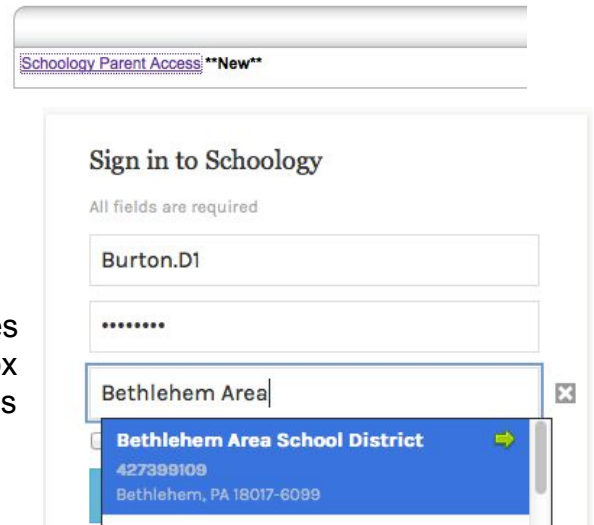 Schoology Parent Access **New**
Sign in to Schoology
All fields are required
Burton.D1
••••••••
Bethlehem Area
Bethlehem Area School District
427399109
Bethlehem, PA 18017-6099